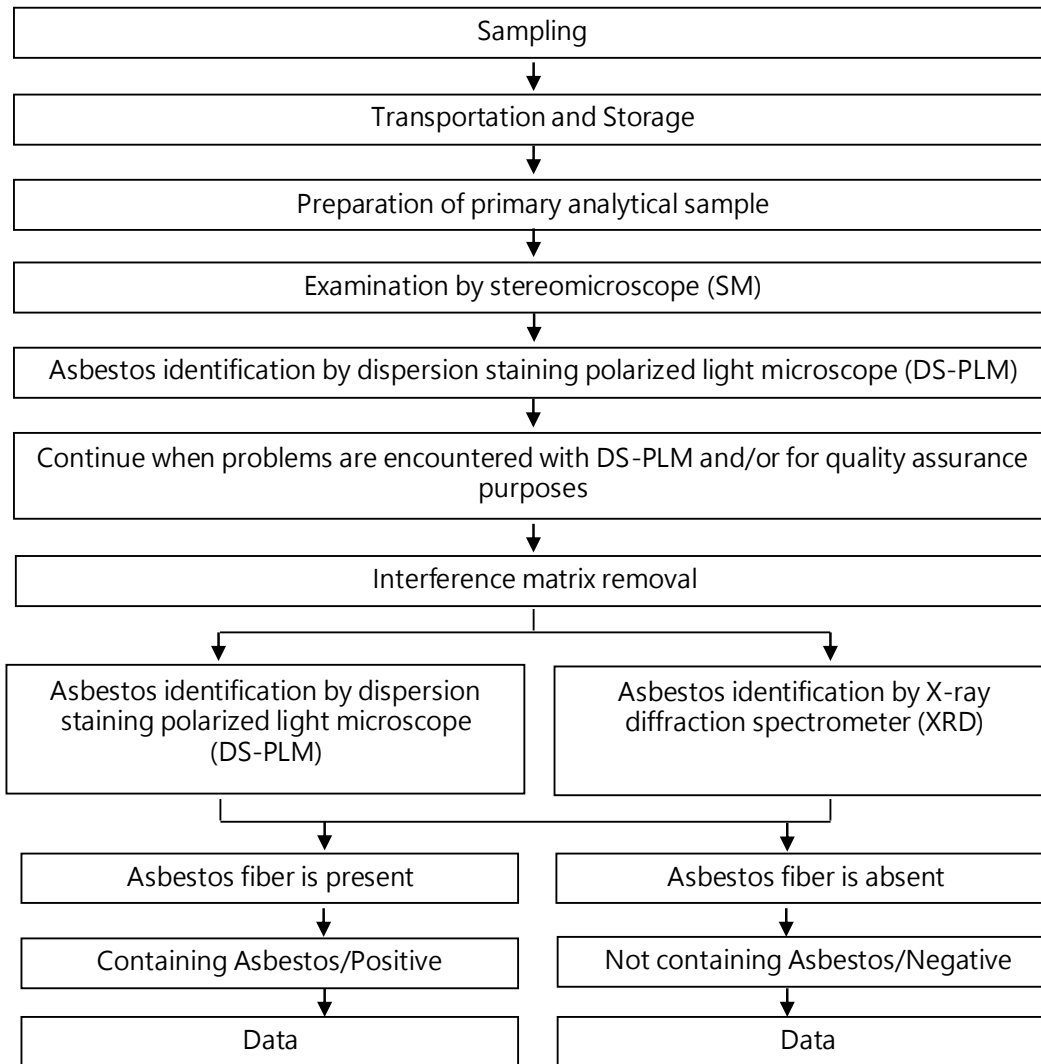 Sampling
Transportation and Storage
Preparation of primary analytical sample
Examination by stereomicroscope (SM)
Asbestos identification by dispersion staining polarized light microscope (DS-PLM)
Continue when problems are encountered with DS-PLM and/or for quality assurance
purposes
Interference matrix removal
Asbestos identification by dispersion
staining polarized light microscope
(DS-PLM)
Asbestos identification by X-ray
diffraction spectrometer (XRD)
Asbestos fiber is present
Asbestos fiber is absent
Containing Asbestos/Positive
Not containing Asbestos/Negative
Data
Data